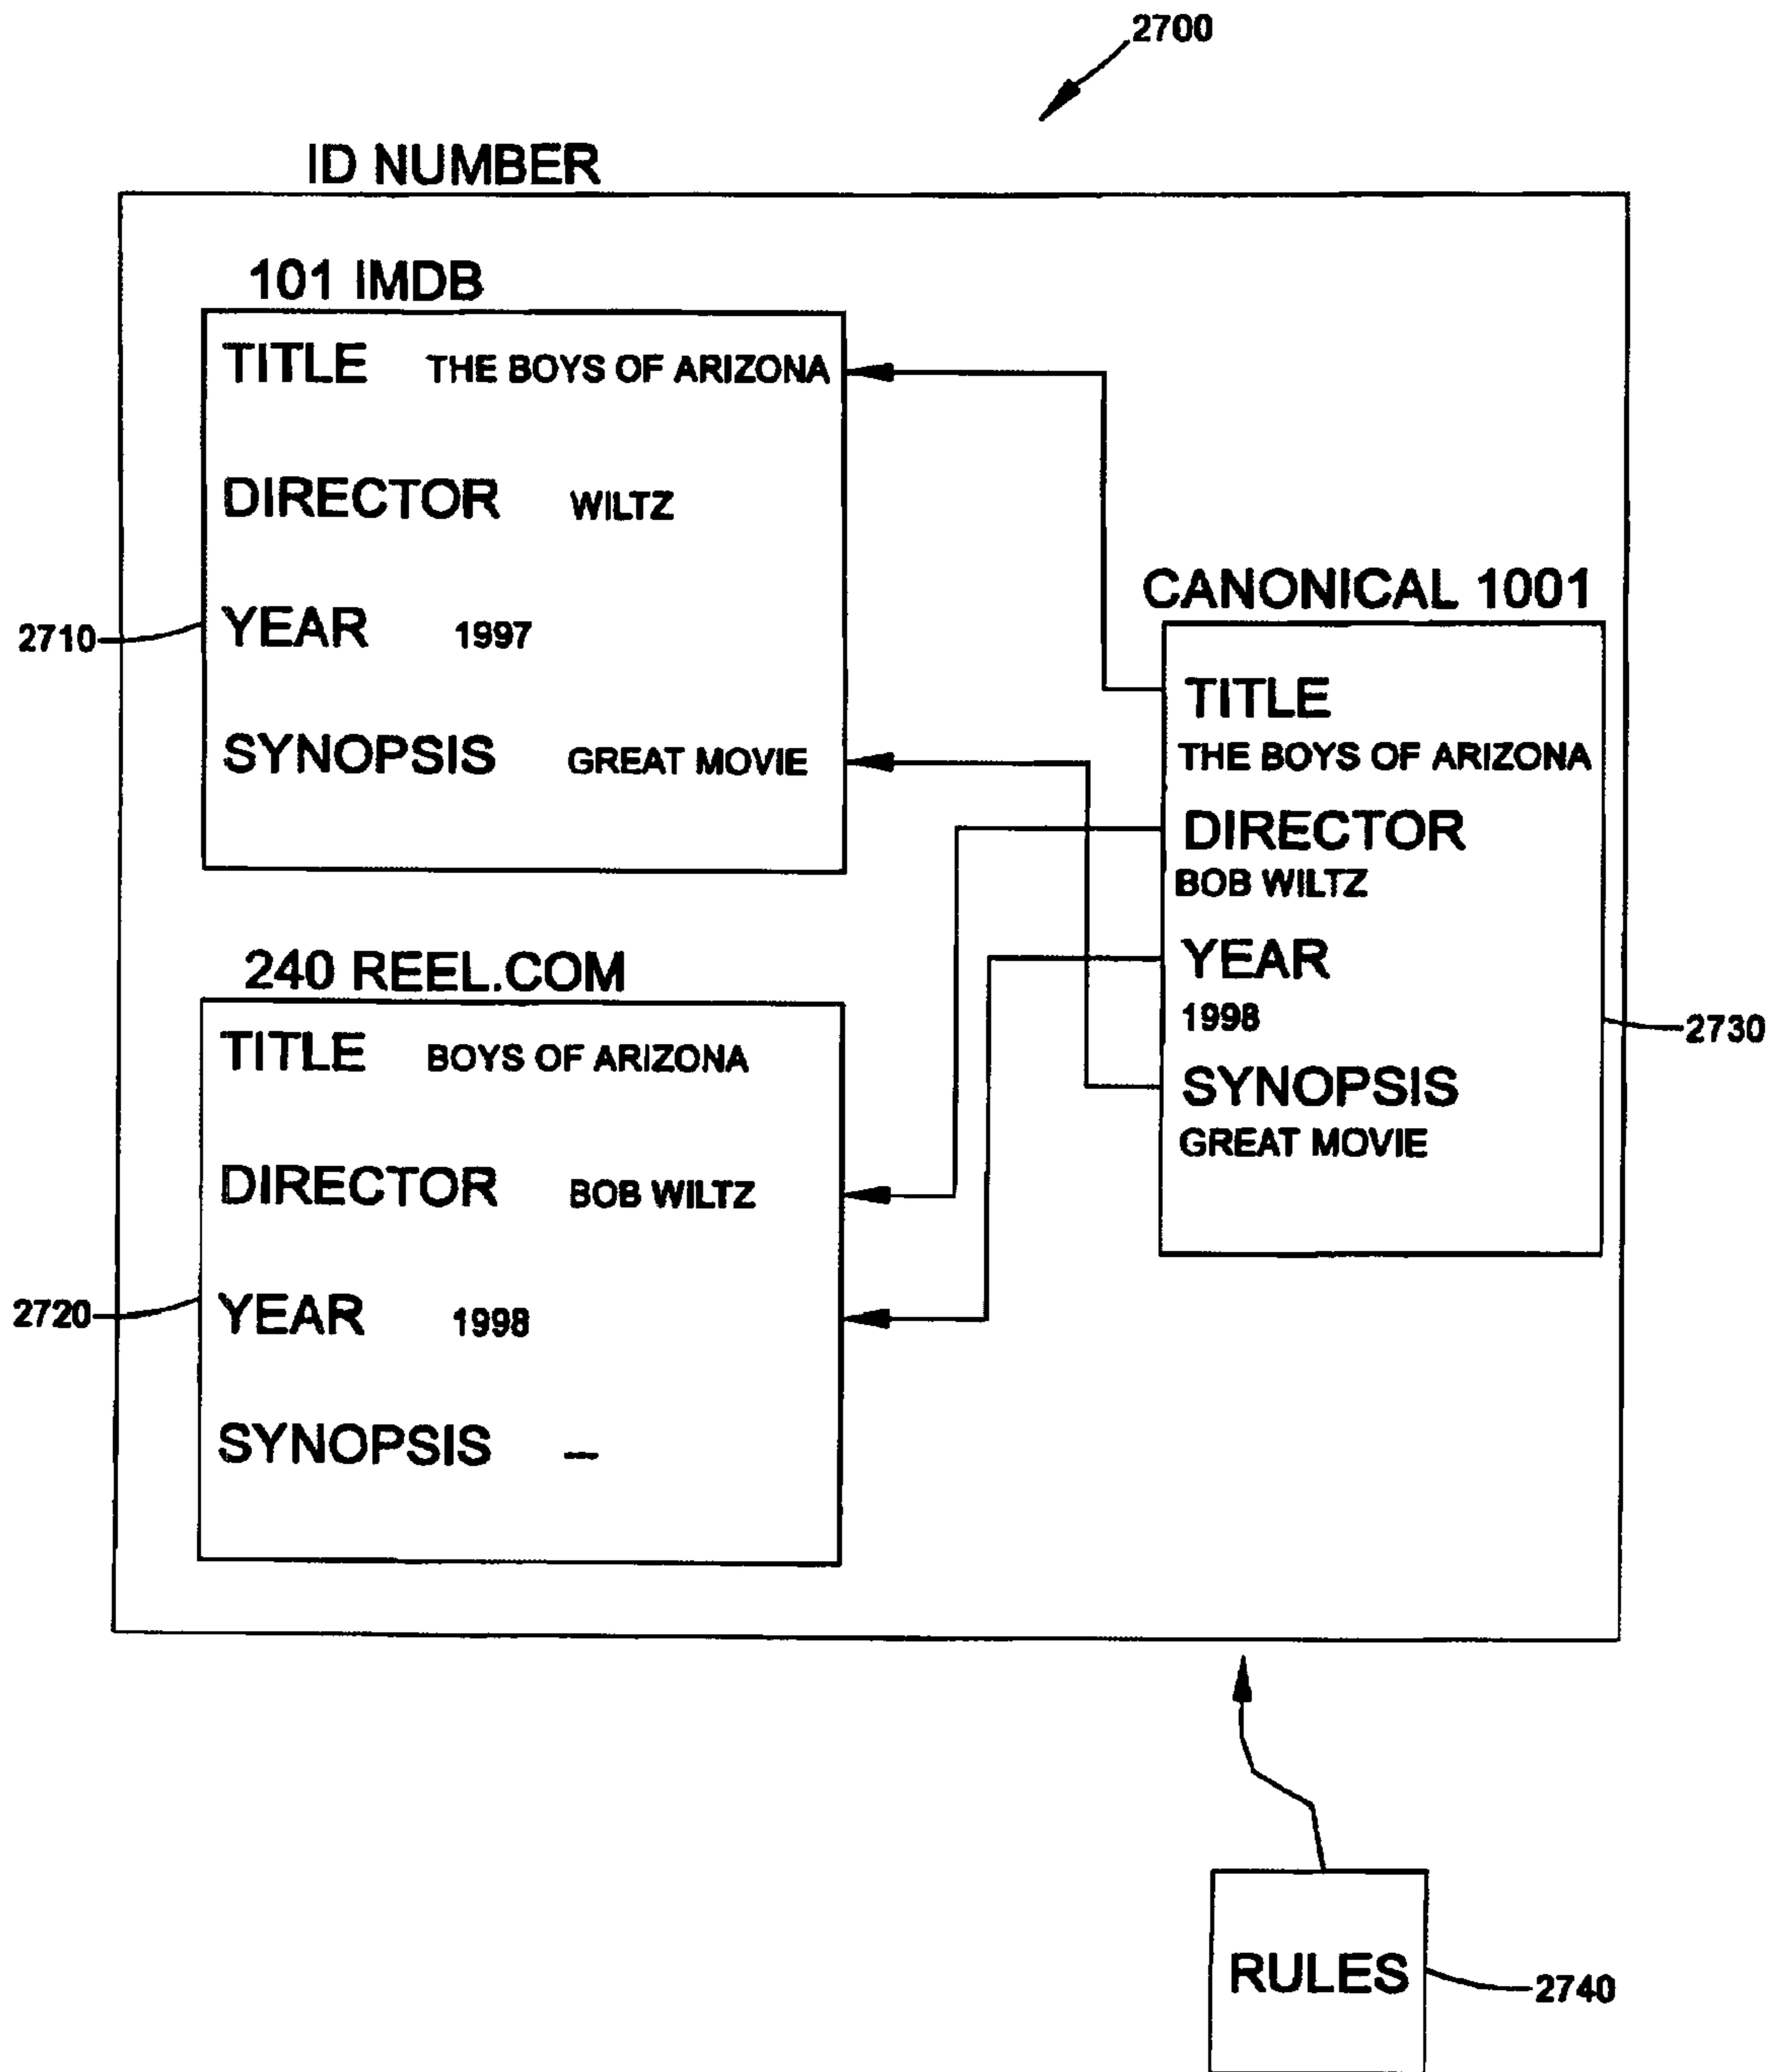 2700
ID NUMBER
101 IMDB
TITLE THE BOYS OF ARIZONA
DIRECTOR WILTZ
2710
YEAR 1997
SYNOPSIS GREAT MOVIE
240 REEL.COM
TITLE BOYS OF ARIZONA
DIRECTOR BOB WILTZ
2720
YEAR 1998
SYNOPSIS –
CANONICAL 1001
TITLE
THE BOYS OF ARIZONA
DIRECTOR
BOB WILTZ
YEAR
1998
2730
SYNOPSIS
GREAT MOVIE
RULES
2740